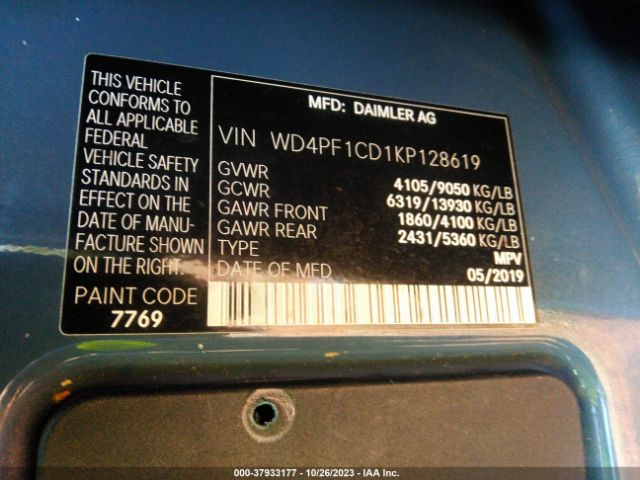 THIS VEHICLE
CONFORMS TO
ALL APPLICABLE
FEDERAL
VEHICLE SAFETY
STANDARDS IN
EFFECT ON THE
DATE OF MANU-
FACTURE SHOWN
ON THE RIGHT.
PAINT CODE
7769
MFD: DAIMLER AG
VIN WD4PF1CD1KP128619
GVWR 4105/9050 KG/LB
GCWR 6319/13930 KG/LB
GAWR FRONT 1860/4100 KG/LB
GAWR REAR 2431/5360 KG/LB
TYPE MPV
DATE OF MFD 05/2019
000-37933177 - 10/26/2023 - IAA Inc.